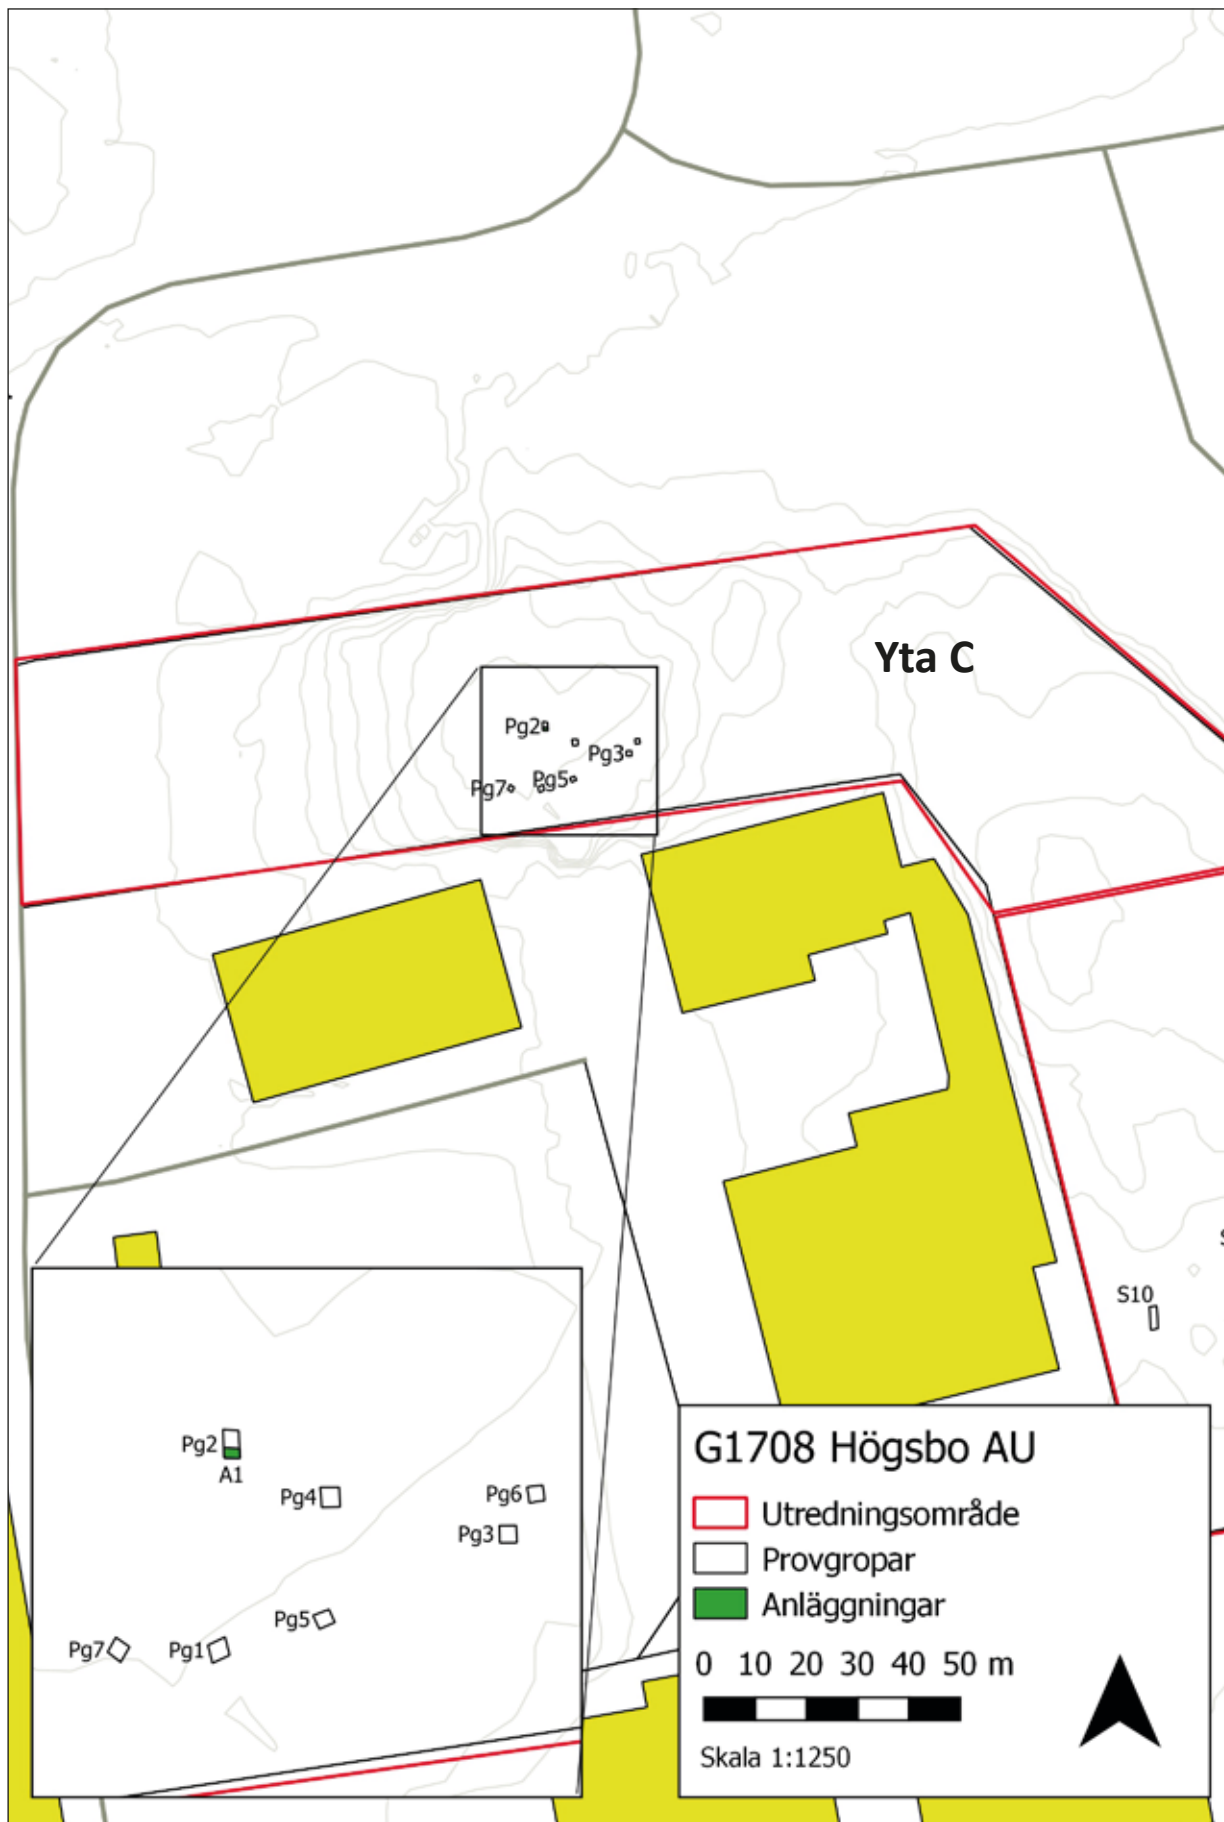 Yta C
Pg2
Pg3
Pg5
Pg7
S10
Pg2
A1
Pg4
Pg6
Pg3
Pg5
Pg7
Pg1
G1708 Högsbo AU
Utredningsområde
Provgropar
Anläggningar
0 10 20 30 40 50 m
Skala 1:1250